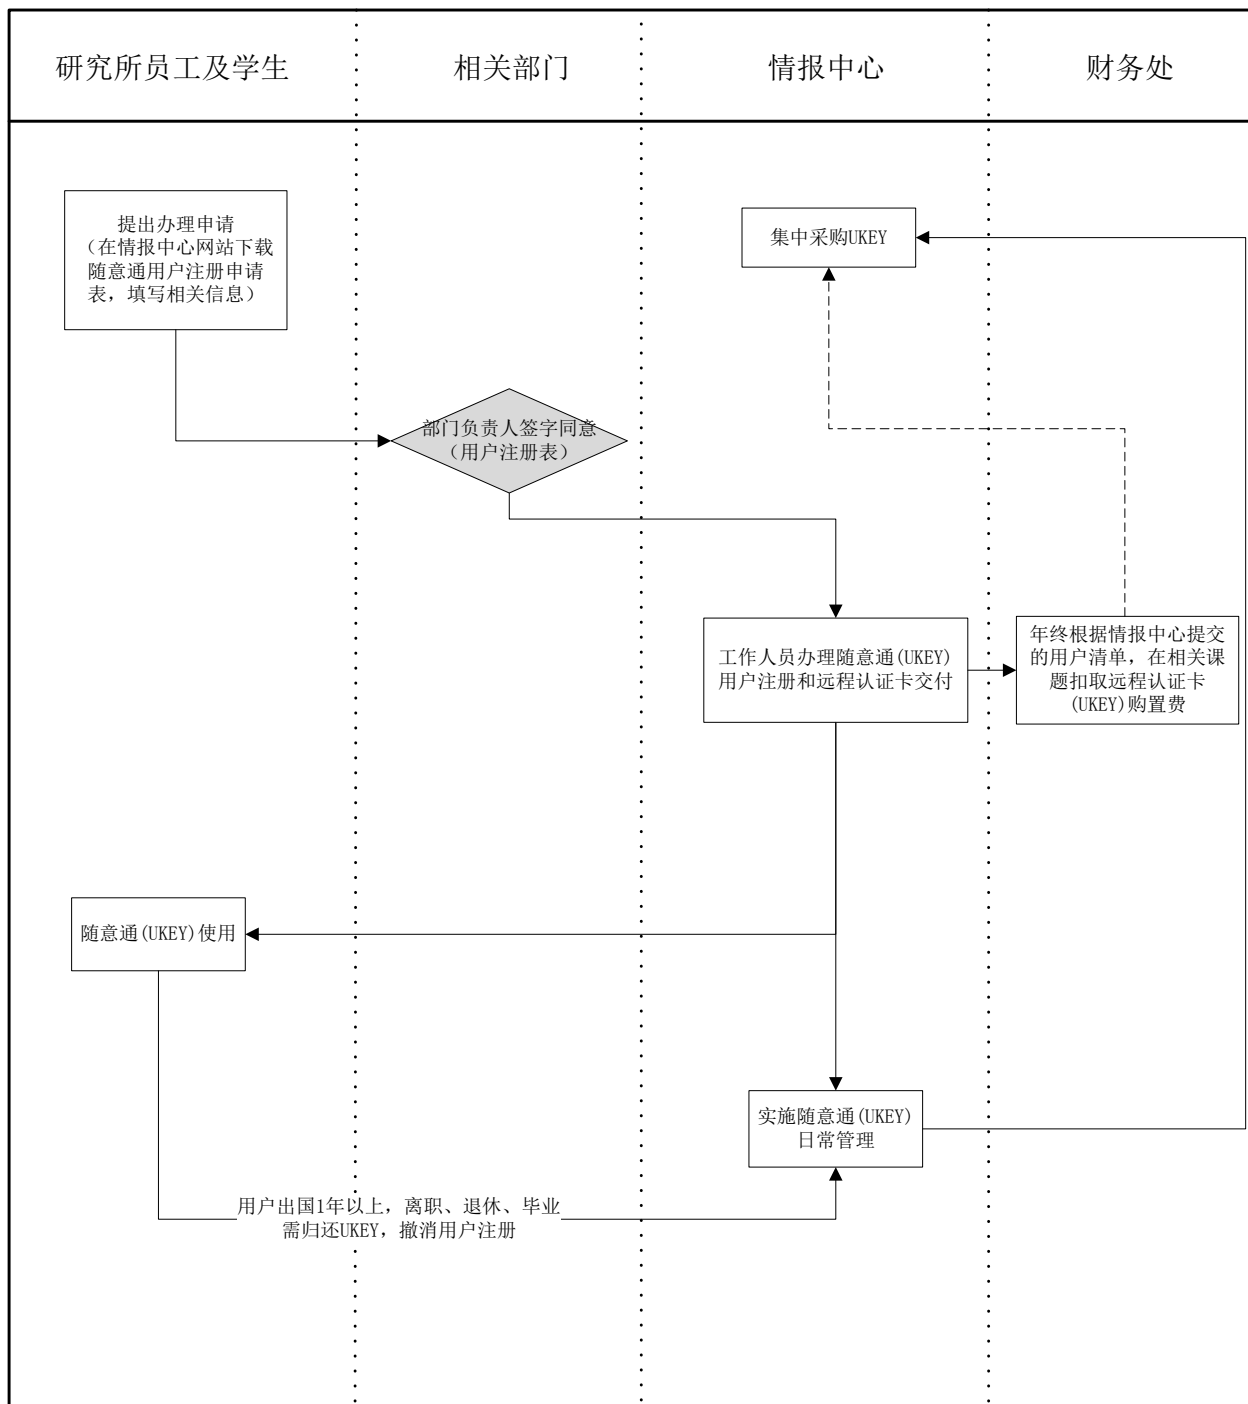 研究所员工及学生
相关部门
情报中心
财务处
提出办理申请
（在情报中心网站下载
随意通用户注册申请
表，填写相关信息）
集中采购UKEY
部门负责人签字同意
（用户注册表）
工作人员办理随意通(UKEY)
用户注册和远程认证卡交付
年终根据情报中心提交
的用户清单，在相关课
题扣取远程认证卡
(UKEY)购置费
随意通(UKEY)使用
实施随意通(UKEY)
日常管理
用户出国1年以上，离职、退休、毕业
需归还UKEY，撤消用户注册